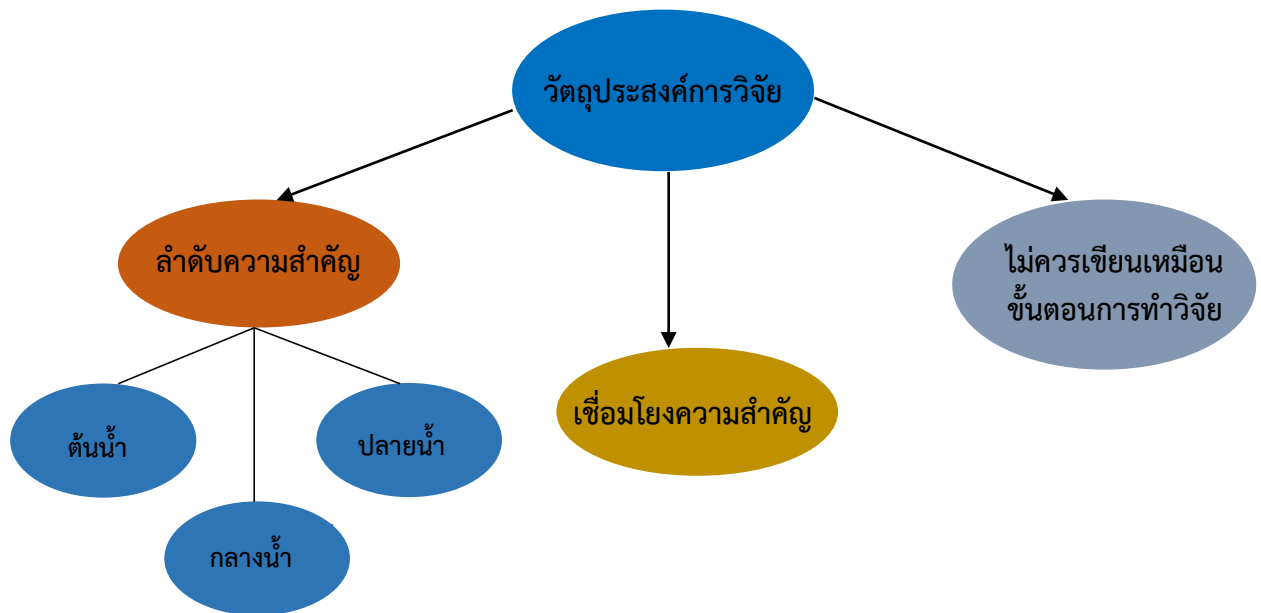 วัตถุประสงค์การวิจัย
ลำดับความสำคัญ
ไม่ควรเขียนเหมือน
ขั้นตอนการทำวิจัย
เชื่อมโยงความสำคัญ
ต้นน้ำ
ปลายน้ำ
กลางน้ำ